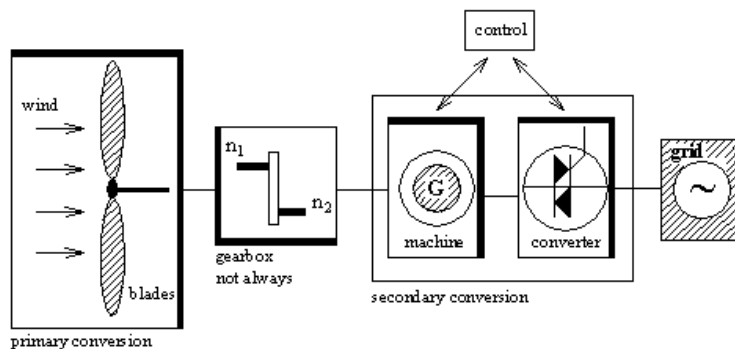 control
wind
n1
n2
grid
G
~
machine
converter
blades
gearbox
not always
secondary conversion
primary conversion